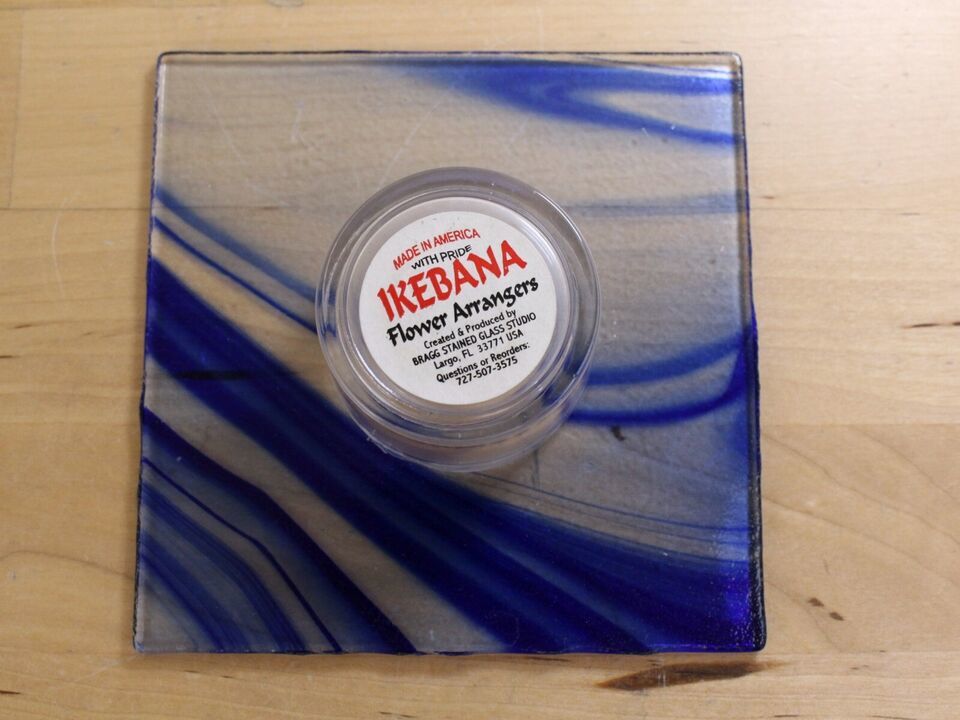 MADE IN AMERICA
WITH PRIDE
IKEBANA
Flower Arrangers
Created & Produced by
BRAGG STAINED GLASS STUDIO
Largo, FL 33771 USA
Questions or Reorders:
727-507-3575